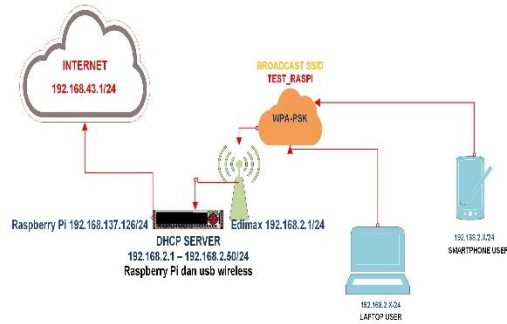 INTERNET
192.168.43.1/24
BROADCAST SSID
TEST_RASPI
WPA-PSK
Raspberry Pi 192.168.137.126/24
Edimax 192.168.2.1/24
DHCP SERVER
192.168.2.1 – 192.168.2.50/24
Raspberry Pi dan usb wireless
192.168.2.X/24
SMARTPHONE USER
192.168.2.X/24
LAPTOP USER